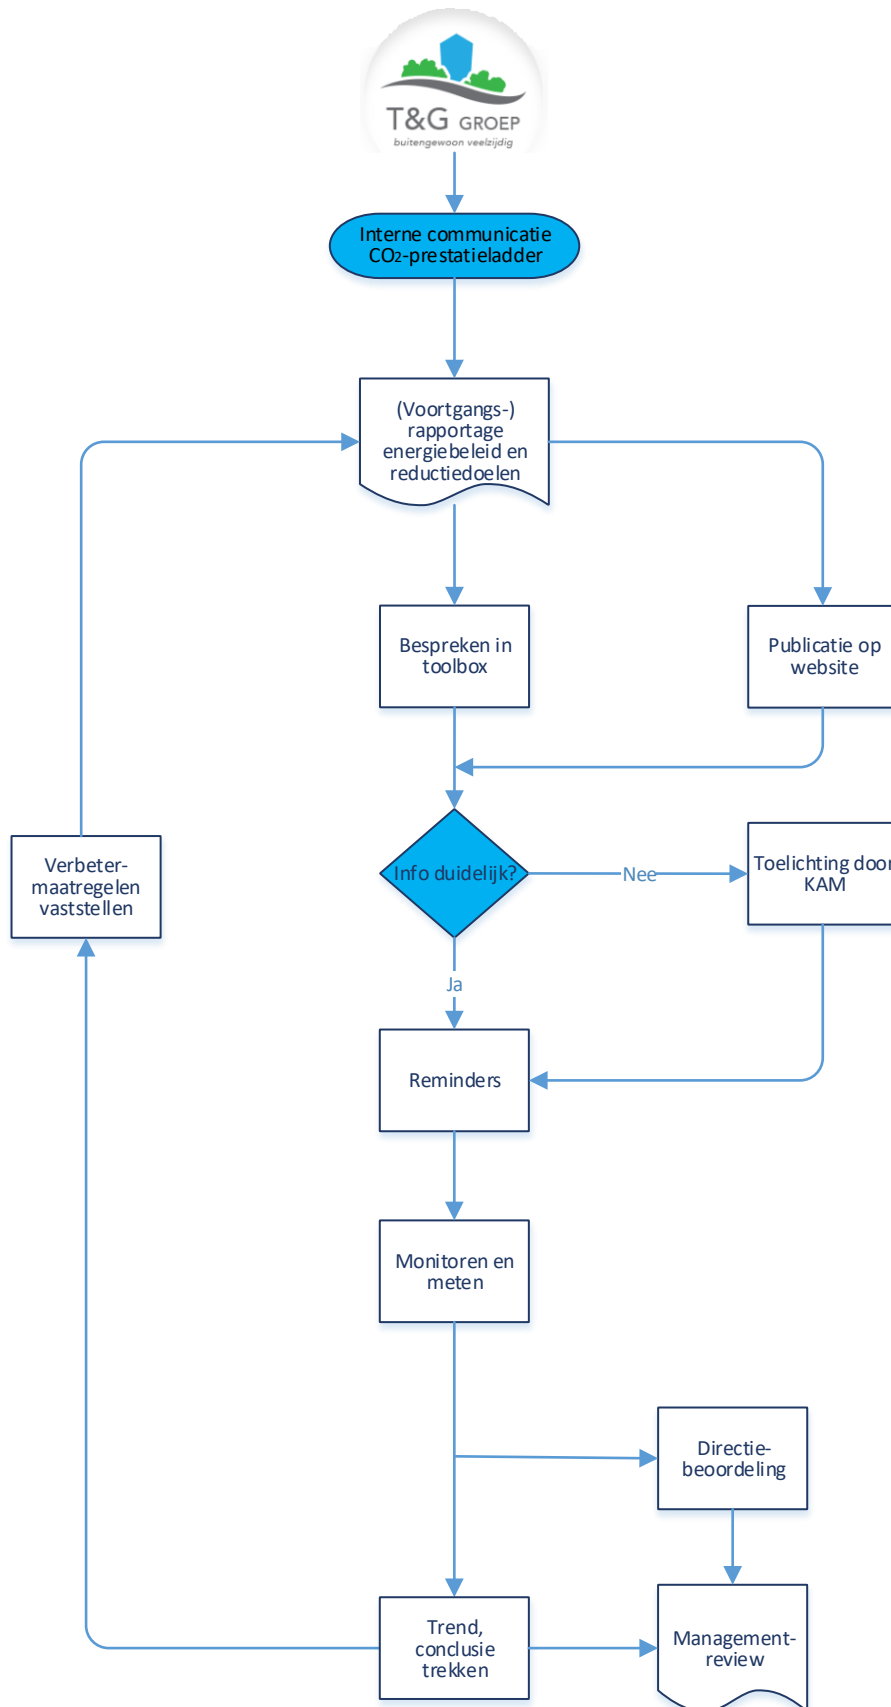 T&G GROEP
buitengewoon veelzijdig
Interne communicatie
CO2-prestatieladder
(Voortgangs-)
rapportage
energiebeleid en
reductiedoelen
Bespreken in
toolbox
Publicatie op
website
Verbeter-
maatregelen
vaststellen
Info duidelijk?
Nee
Toelichting door
KAM
Ja
Reminders
Monitoren en
meten
Directie-
beoordeling
Trend,
conclusie
trekken
Management-
review